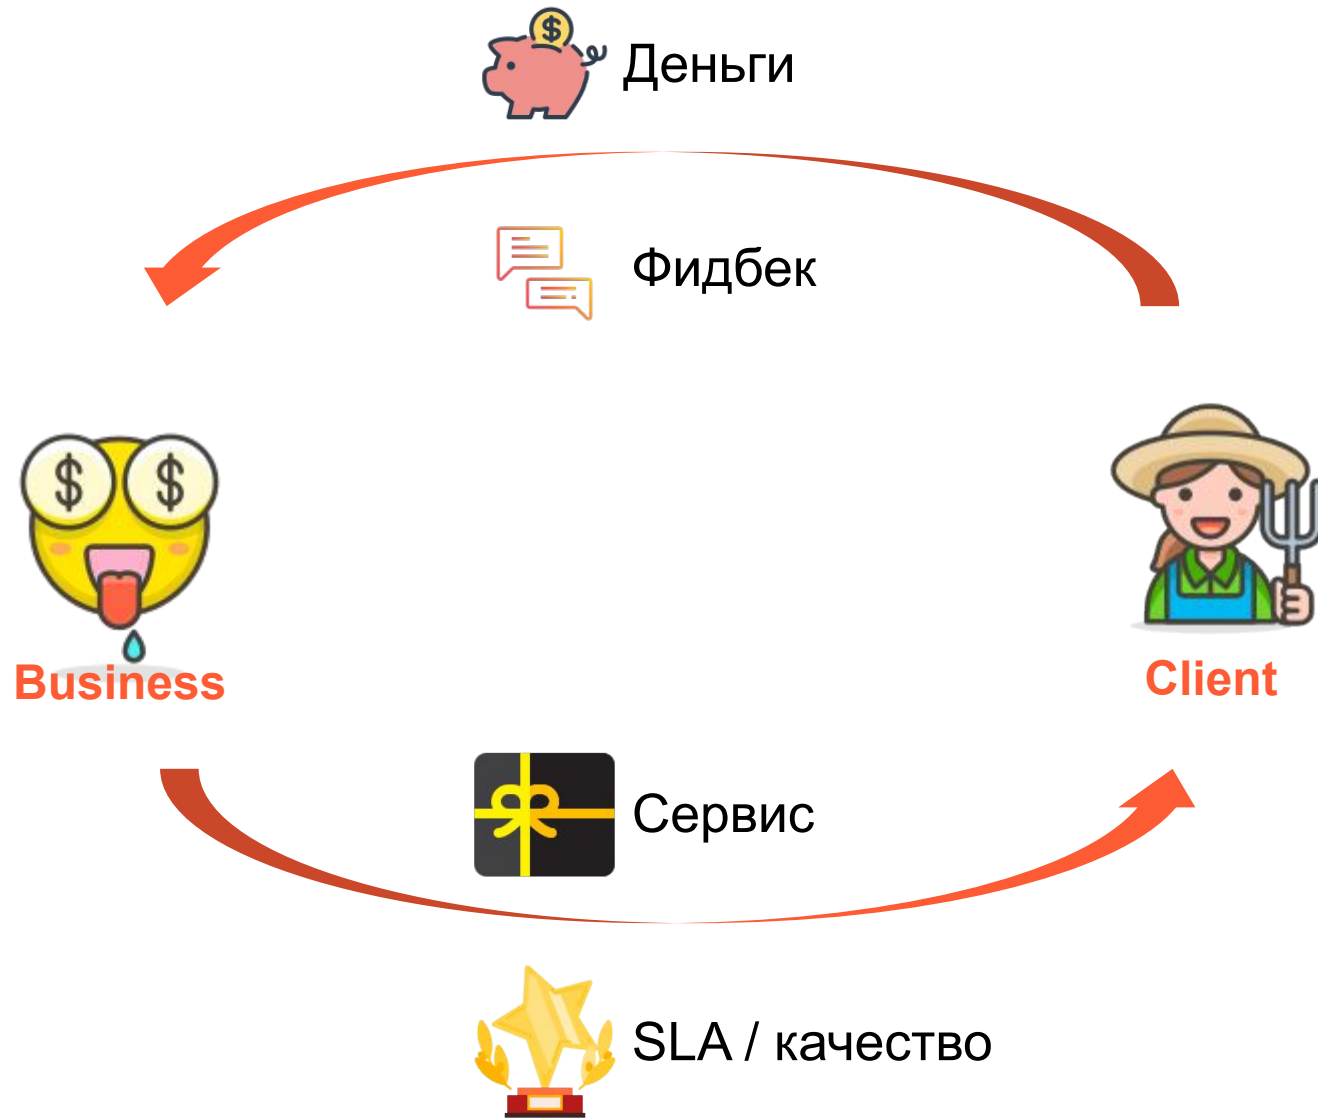 Деньги
Фидбек
Business
Client
Сервис
SLA / качество